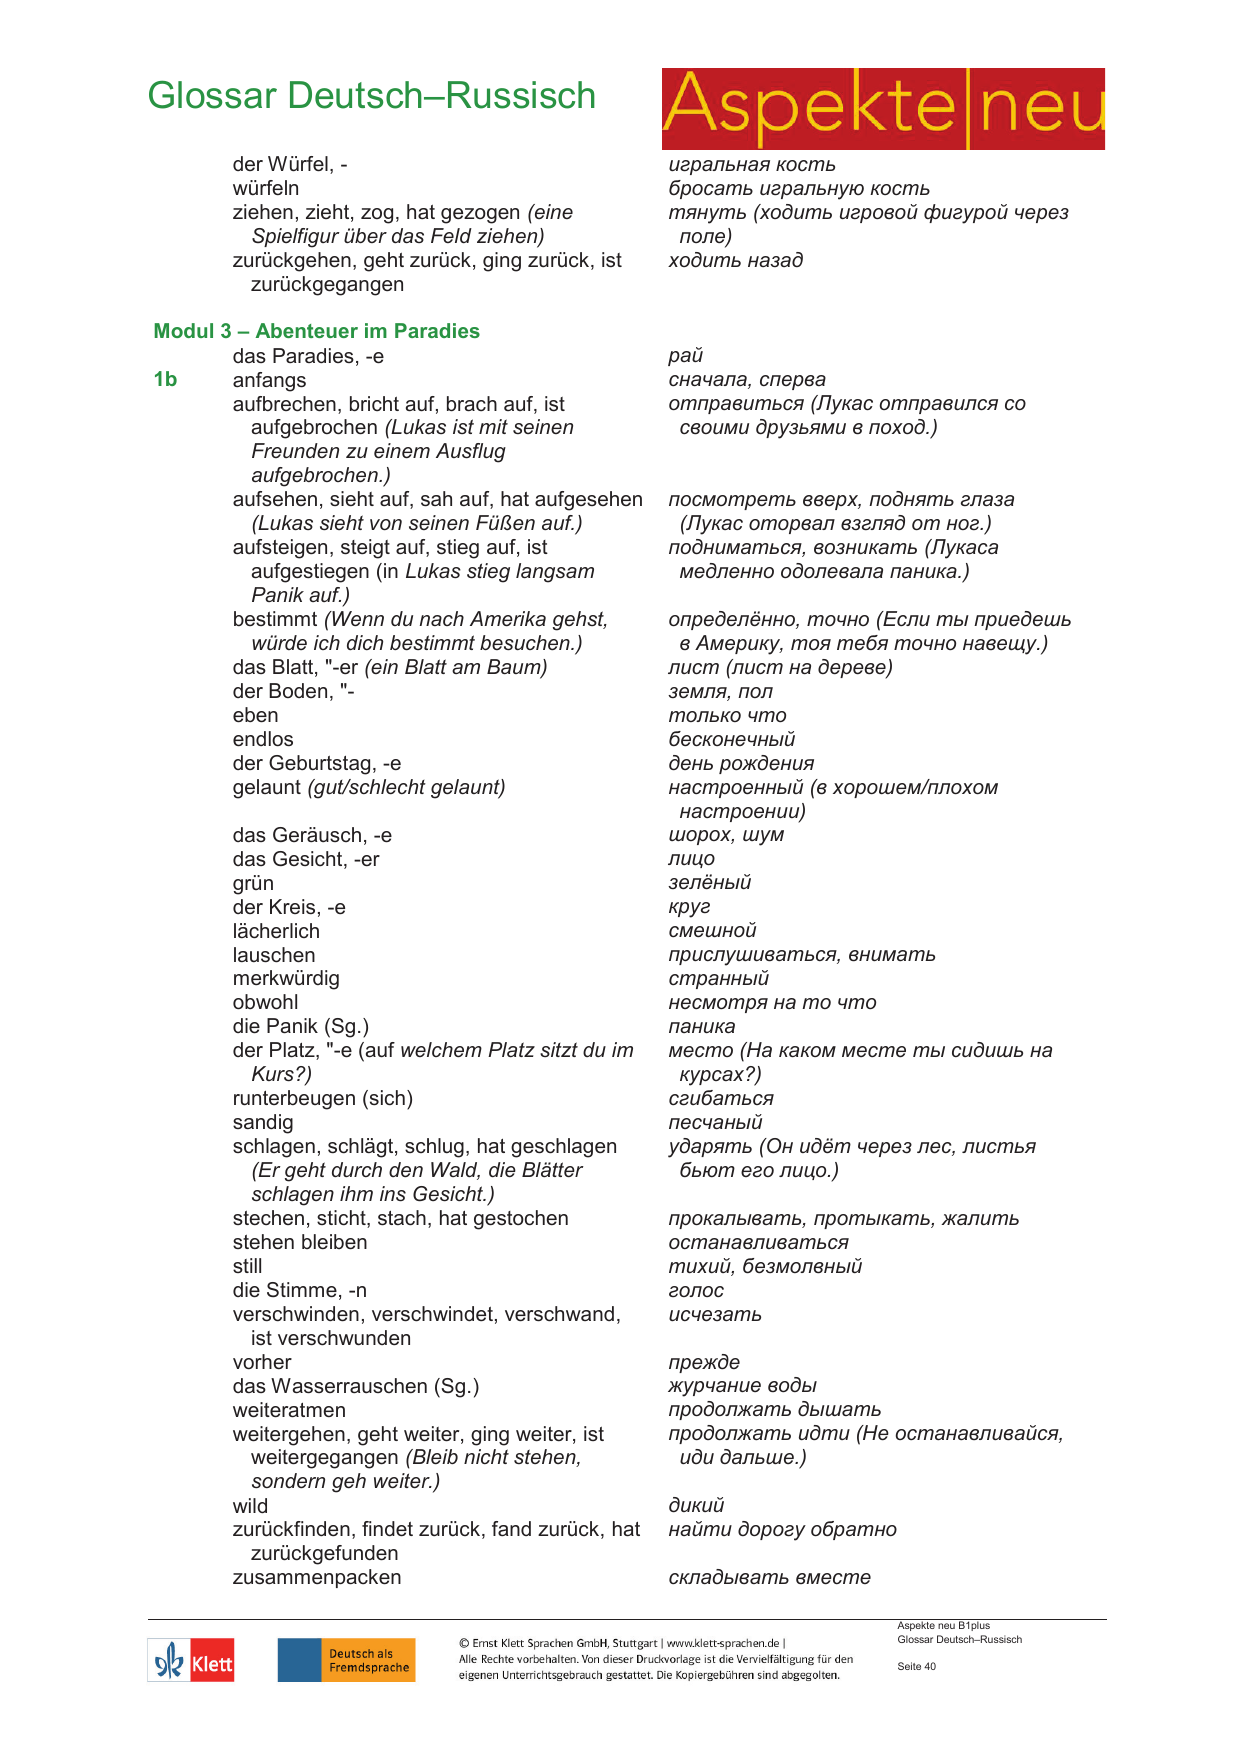 Glossar Deutsch–Russisch
Aspekte|neu
der Würfel, - игральная кость
würfeln бросать игральную кость
ziehen, zieht, zog, hat gezogen (eine тянуть (ходить игровой фигурой через
Spielfigur über das Feld ziehen) поле)
zurückgehen, geht zurück, ging zurück, ist ходить назад
zurückgegangen
Modul 3 – Abenteuer im Paradies
das Paradies, -e рай
1b anfangs сначала, сперва
aufbrechen, bricht auf, brach auf, ist отправиться (Лукас отправился со
aufgebrochen (Lukas ist mit seinen своими друзьями в поход.)
Freunden zu einem Ausflug
aufgebrochen.)
aufsehen, sieht auf, sah auf, hat aufgesehen посмотреть вверх, поднять глаза
(Lukas sieht von seinen Füßen auf.) (Лукас оторвал взгляд от ног.)
aufsteigen, steigt auf, stieg auf, ist подниматься, возникать (Лукаса
aufgestiegen (in Lukas stieg langsam медленно одолевала паника.)
Panik auf.)
bestimmt (Wenn du nach Amerika gehst, определённо, точно (Если ты приедешь
würde ich dich bestimmt besuchen.) в Америку, тоя тебя точно навещу.)
das Blatt, "-er (ein Blatt am Baum) лист (лист на дереве)
der Boden, "- земля, пол
eben только что
endlos бесконечный
der Geburtstag, -e день рождения
gelaunt (gut/schlecht gelaunt) настроенный (в хорошем/плохом
настроении)
das Geräusch, -e шорох, шум
das Gesicht, -er лицо
grün зелёный
der Kreis, -e круг
lächerlich смешной
lauschen прислушиваться, внимать
merkwürdig странный
obwohl несмотря на то что
die Panik (Sg.) паника
der Platz, "-e (auf welchem Platz sitzt du im место (На каком месте ты сидишь на
Kurs?) курсах?)
runterbeugen (sich) сгибаться
sandig песчаный
schlagen, schlägt, schlug, hat geschlagen ударять (Он идёт через лес, листья
(Er geht durch den Wald, die Blätter бьют его лицо.)
schlagen ihm ins Gesicht.)
stechen, sticht, stach, hat gestochen прокалывать, протыкать, жалить
stehen bleiben останавливаться
still тихий, безмолвный
die Stimme, -n голос
verschwinden, verschwindet, verschwand, исчезать
ist verschwunden
vorher прежде
das Wasserrauschen (Sg.) журчание воды
weiteratmen продолжать дышать
weitergehen, geht weiter, ging weiter, ist продолжать идти (Не останавливайся,
weitergegangen (Bleib nicht stehen, иди дальше.)
sondern geh weiter.)
wild дикий
zurückfinden, findet zurück, fand zurück, hat найти дорогу обратно
zurückgefunden
zusammenpacken складывать вместе
Klett
Deutsch als
Fremdsprache
© Ernst Klett Sprachen GmbH, Stuttgart | www.klett-sprachen.de |
Alle Rechte vorbehalten. Von dieser Druckvorlage ist die Vervielfältigung für den
eigenen Unterrichtsgebrauch gestattet. Die Kopiergebühren sind abgegolten.
Aspekte neu B1plus
Glossar Deutsch–Russisch
Seite 40